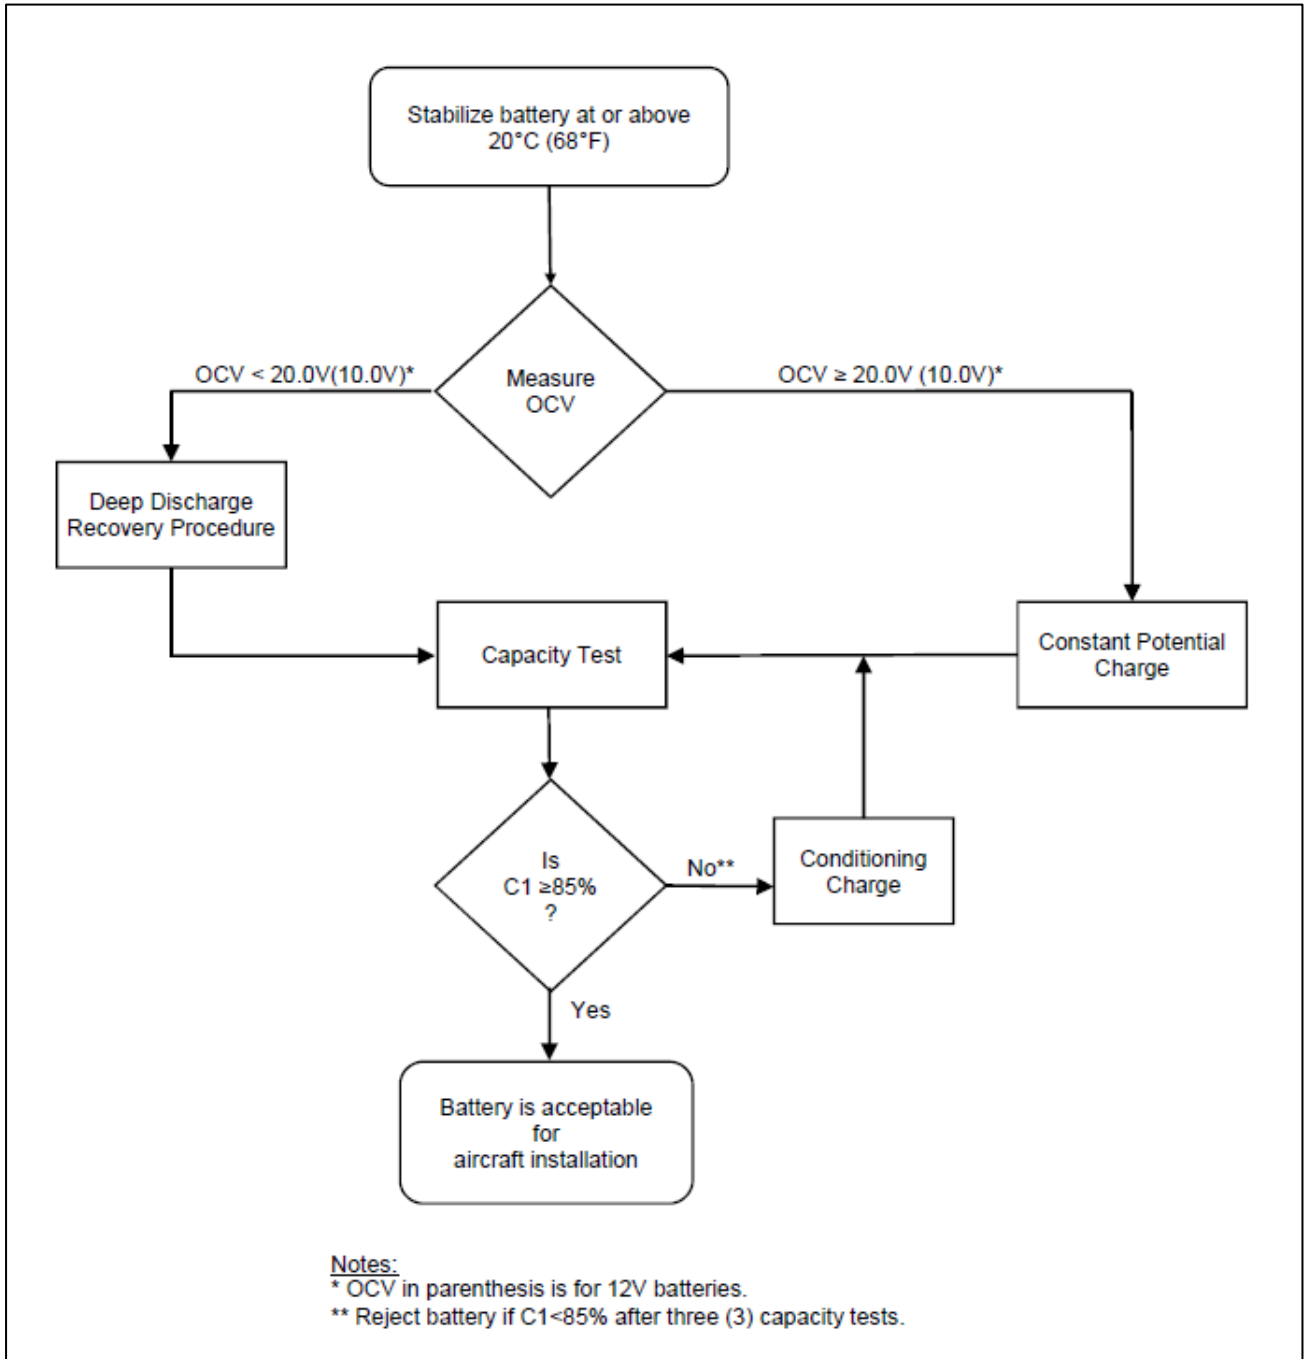 Stabilize battery at or above
20°C (68°F)
Measure
OCV
OCV < 20.0V(10.0V)*
OCV ≥ 20.0V (10.0V)*
Deep Discharge
Recovery Procedure
Capacity Test
Constant Potential
Charge
Is
C1 ≥85%
?
No**
Conditioning
Charge
Yes
Battery is acceptable
for
aircraft installation
Notes:
* OCV in parenthesis is for 12V batteries.
** Reject battery if C1<85% after three (3) capacity tests.